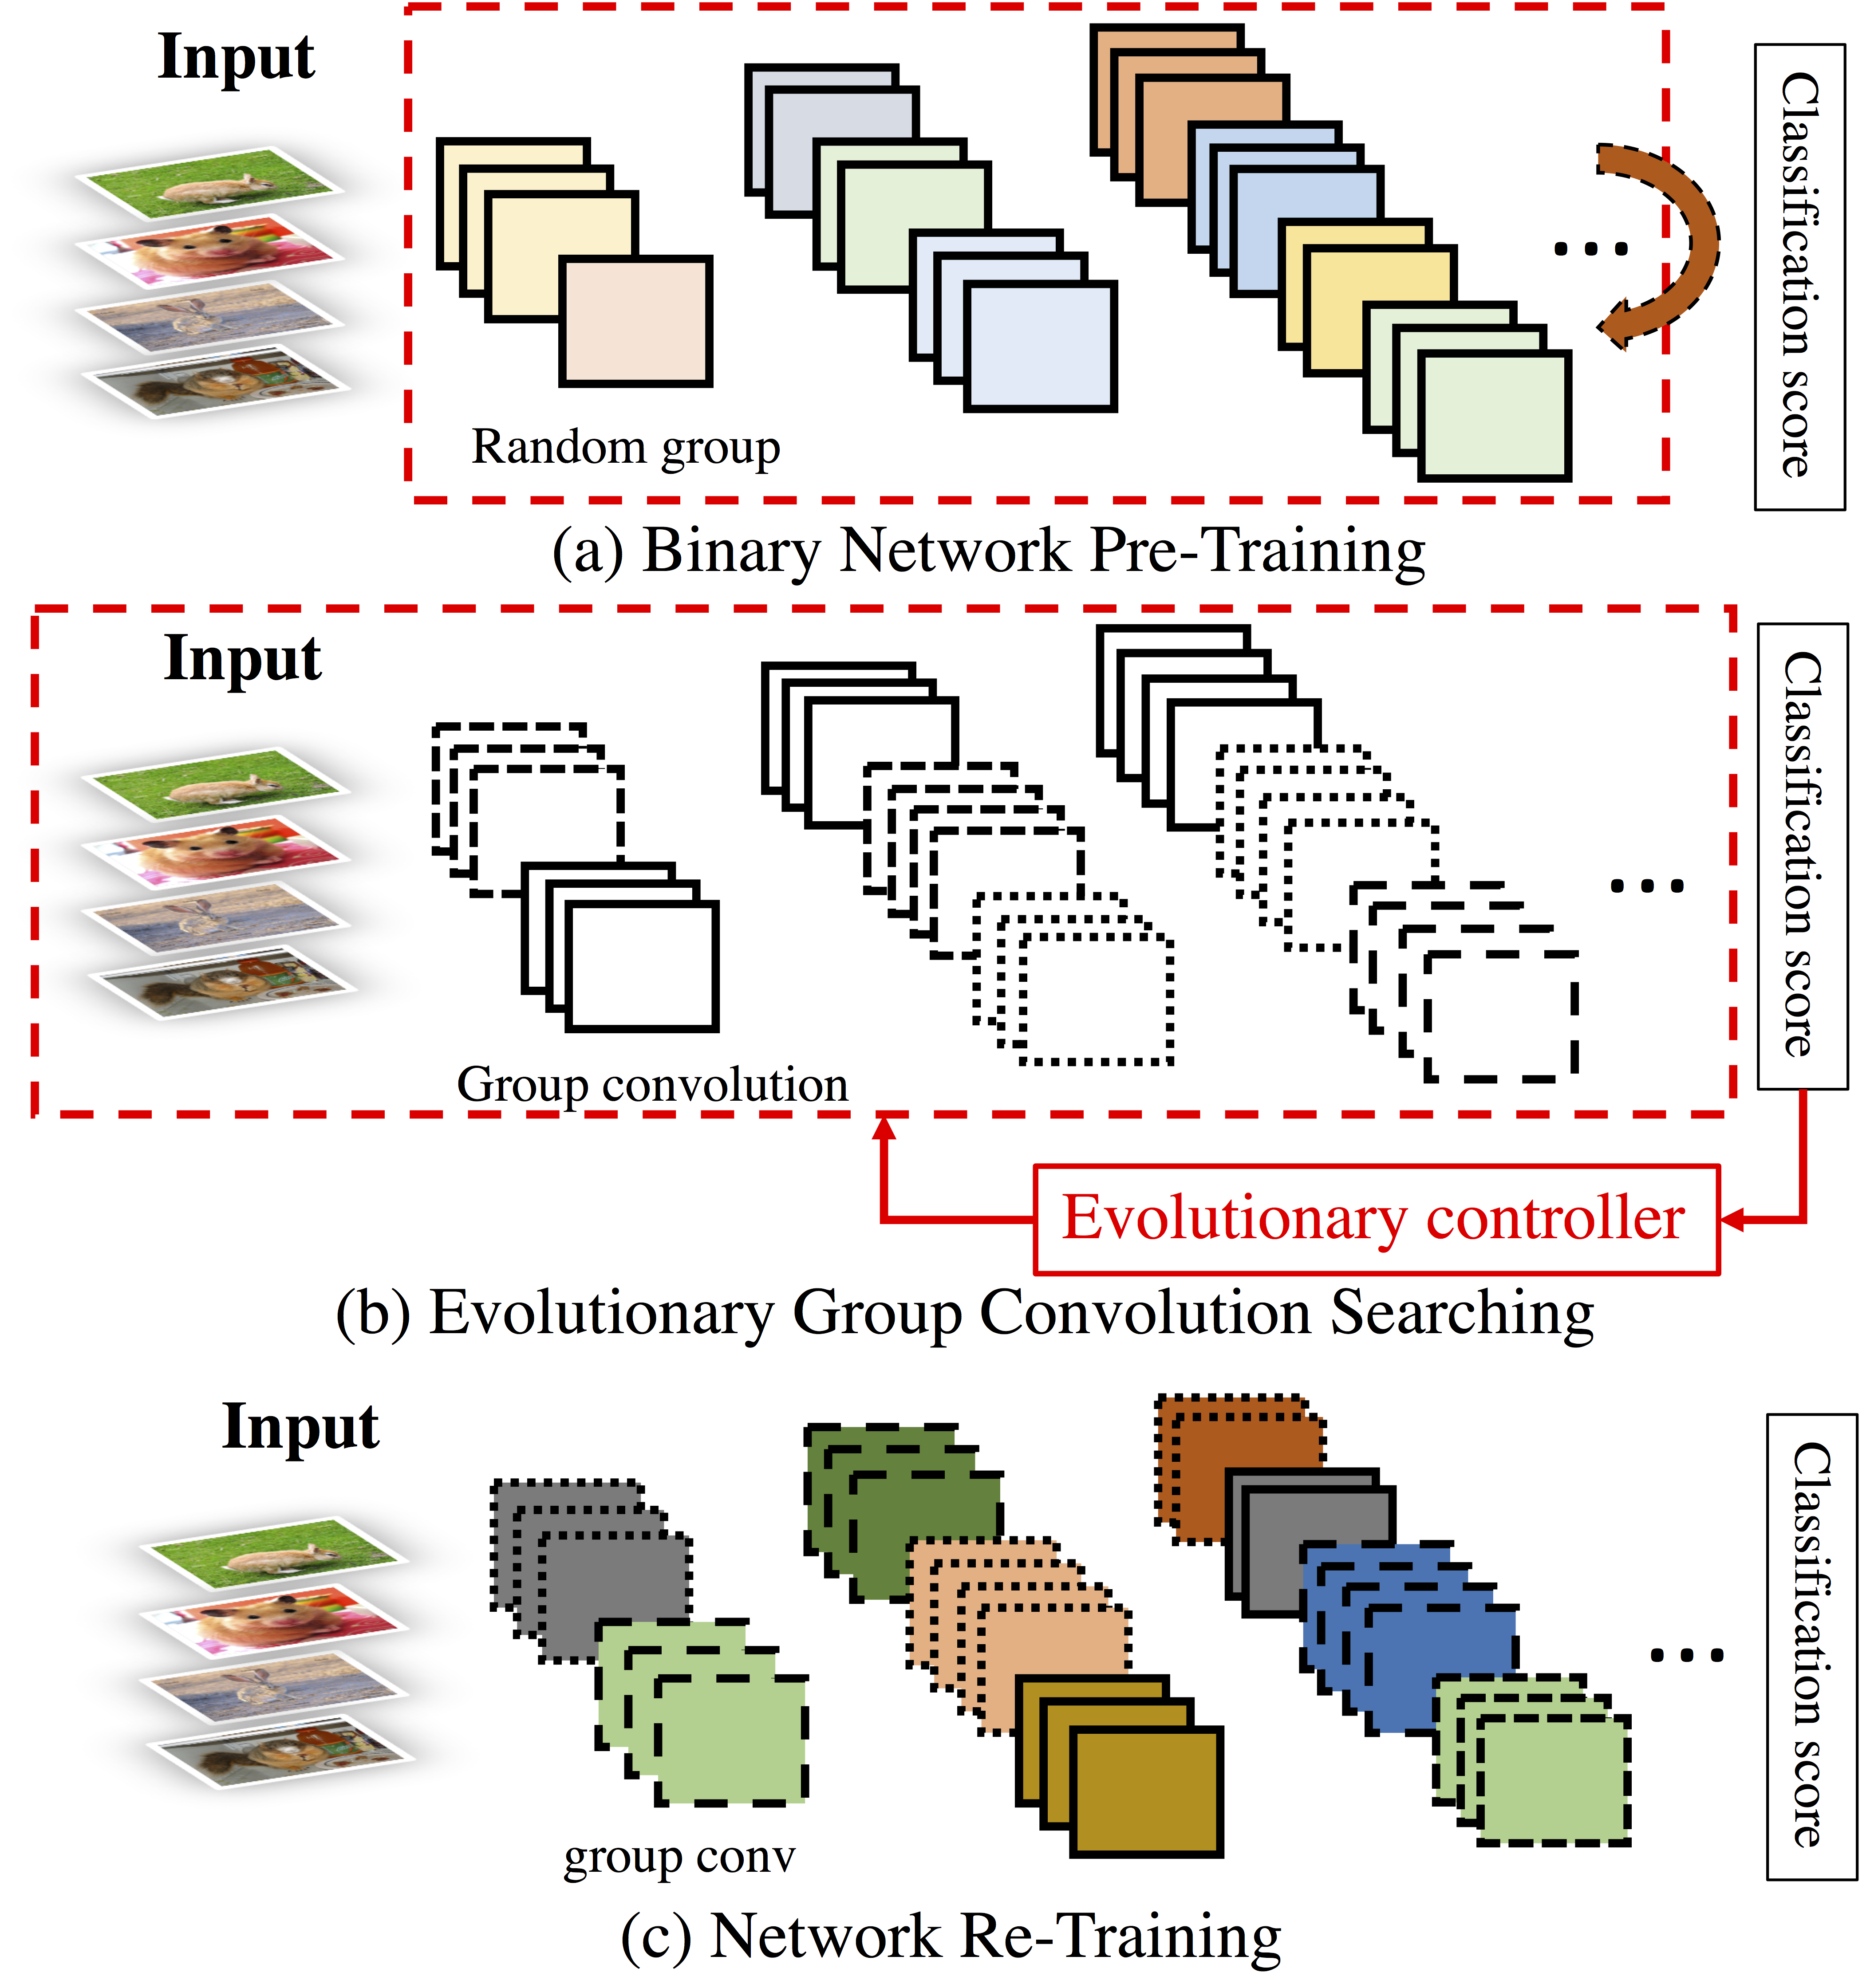 Input
Classification score
...
Random group
(a) Binary Network Pre-Training
Input
Classification score
...
Group convolution
Evolutionary controller
(b) Evolutionary Group Convolution Searching
Input
Classification score
...
group conv
(c) Network Re-Training